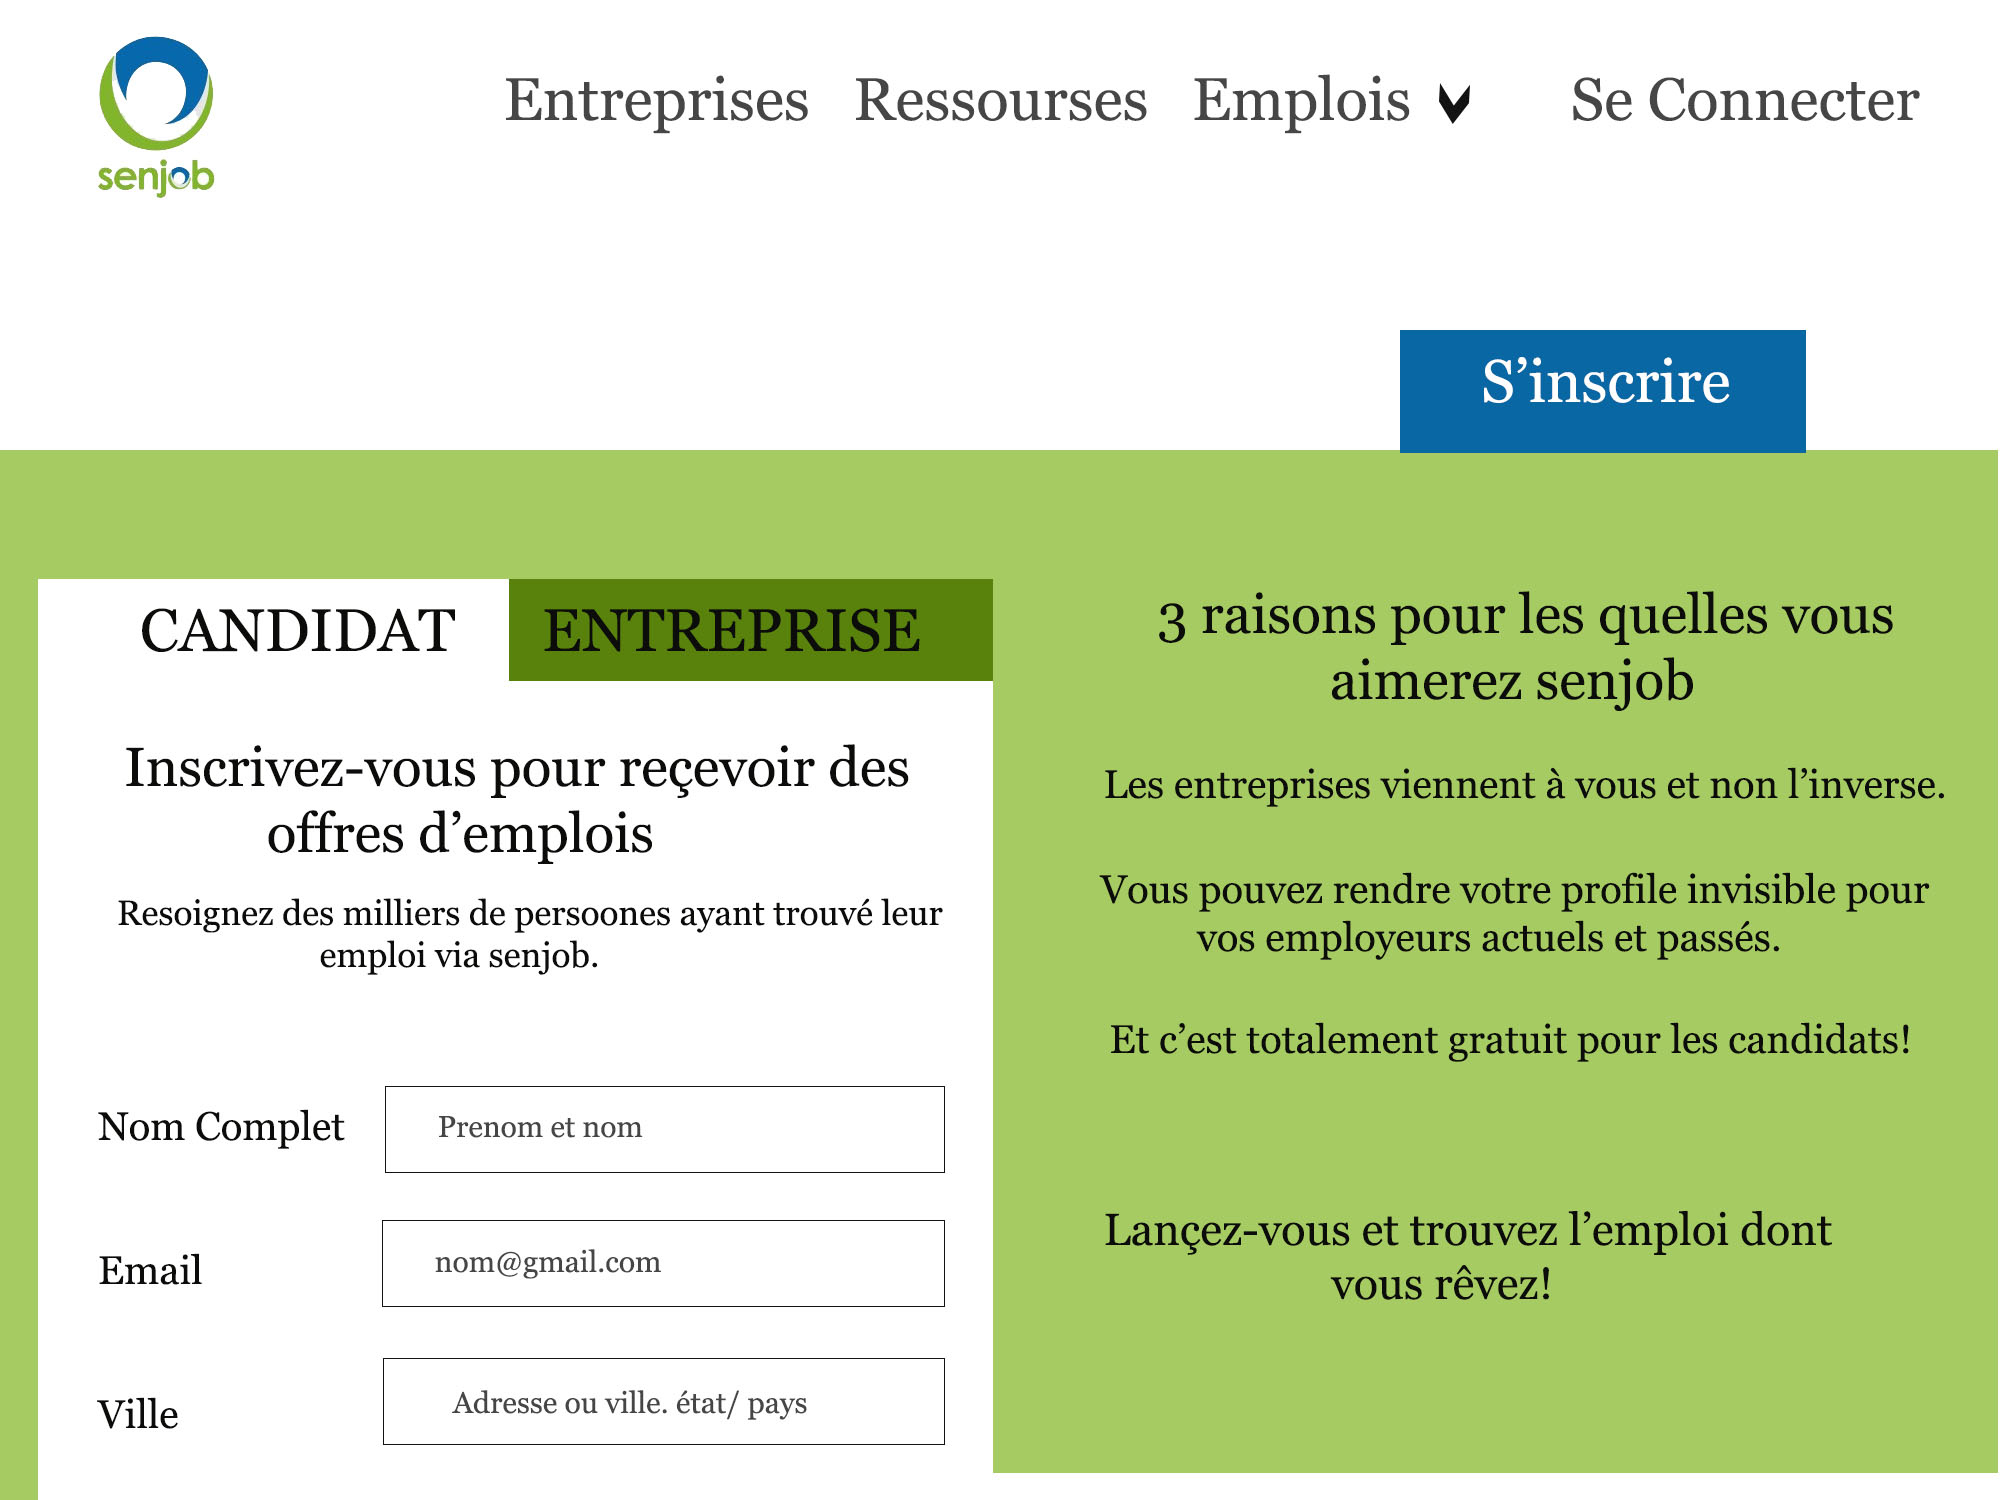 senjob
Entreprises Ressourses Emplois Se Connecter
S’inscrire
CANDIDAT ENTREPRISE
Inscrivez-vous pour reçevoir des
offres d’emplois
Resoignez des milliers de persoones ayant trouvé leur
emploi via senjob.
Nom Complet Prenom et nom
Email nom@gmail.com
Ville Adresse ou ville. état/ pays
3 raisons pour les quelles vous
aimerez senjob
Les entreprises viennent à vous et non l’inverse.
Vous pouvez rendre votre profile invisible pour
vos employeurs actuels et passés.
Et c’est totalement gratuit pour les candidats!
Lançez-vous et trouvez l’emploi dont
vous rêvez!